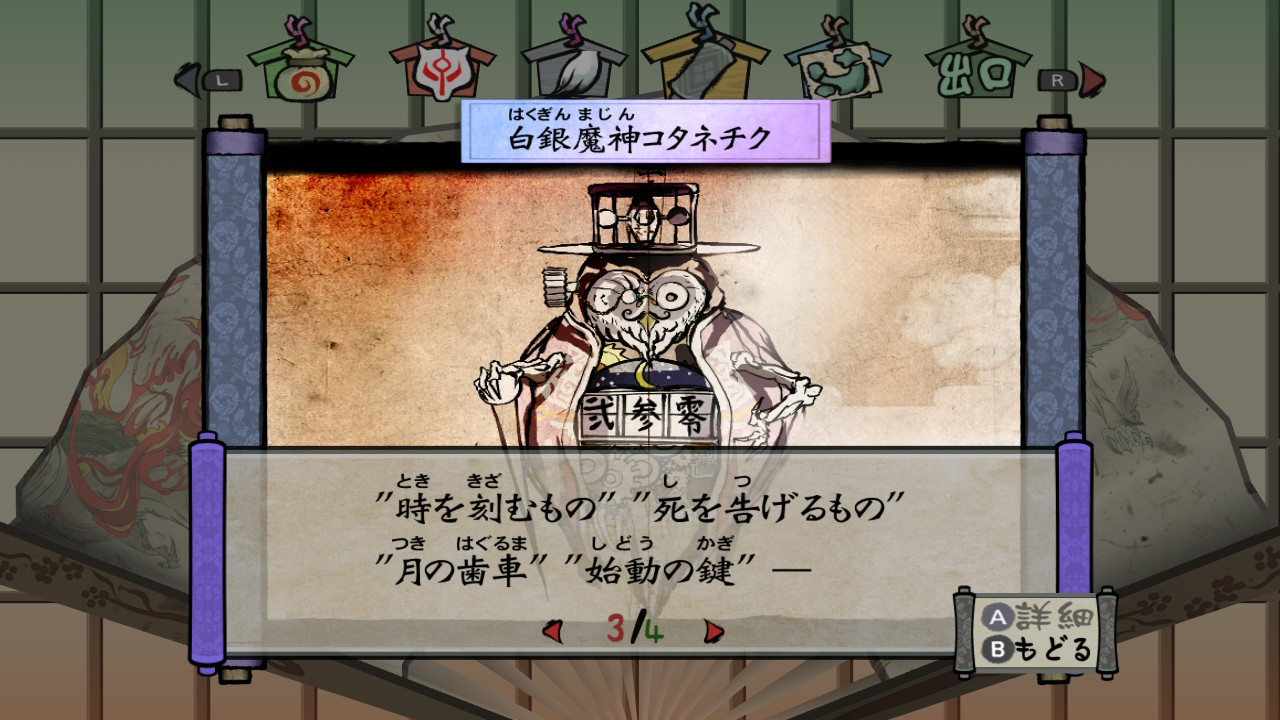 L
出口
R
はくぎん まじん
白銀魔神コタネチク
弐参零
とき きざ し つ
"時を刻むもの" "死を告げるもの"
つき はぐるま しどう かぎ
"月の歯車" "始動の鍵" ―
3/4
A 詳細
B もどる